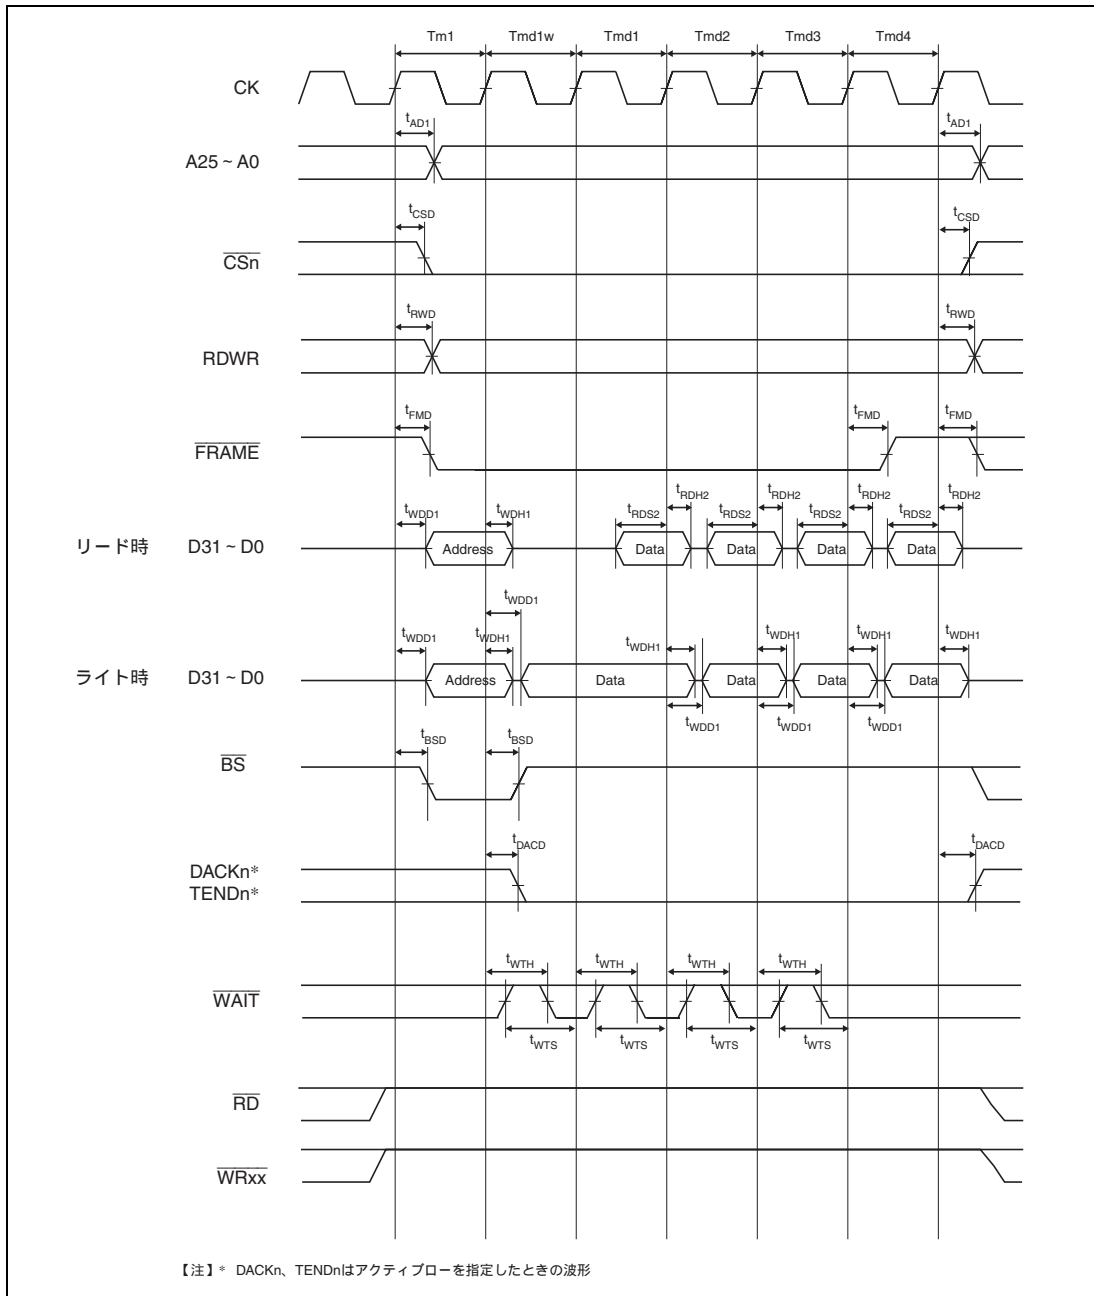 Tm1 Tmd1w Tmd1 Tmd2 Tmd3 Tmd4
CK
tAD1 tAD1
A25 ~ A0
tCSD tCSD
CSn
tRWD tRWD
RDWR
tFMD tFMD tFMD
FRAME
tRDH2 tRDH2 tRDH2 tRDH2
tWDD1 tWDH1 tRDS2 tRDS2 tRDS2 tRDS2
リード時 D31 ~ D0 Address Data Data Data Data
tWDD1
tWDD1 tWDH1 tWDH1 tWDH1 tWDH1 tWDH1
ライト時 D31 ~ D0 Address Data Data Data Data
tWDD1 tWDD1 tWDD1
tBSD tBSD
BS
tDACD tDACD
DACKn*
TENDn*
tWTH tWTH tWTH tWTH
WAIT
tWTS tWTS tWTS tWTS
RD
WRxx
【注】* DACKn、TENDnはアクティブローを指定したときの波形